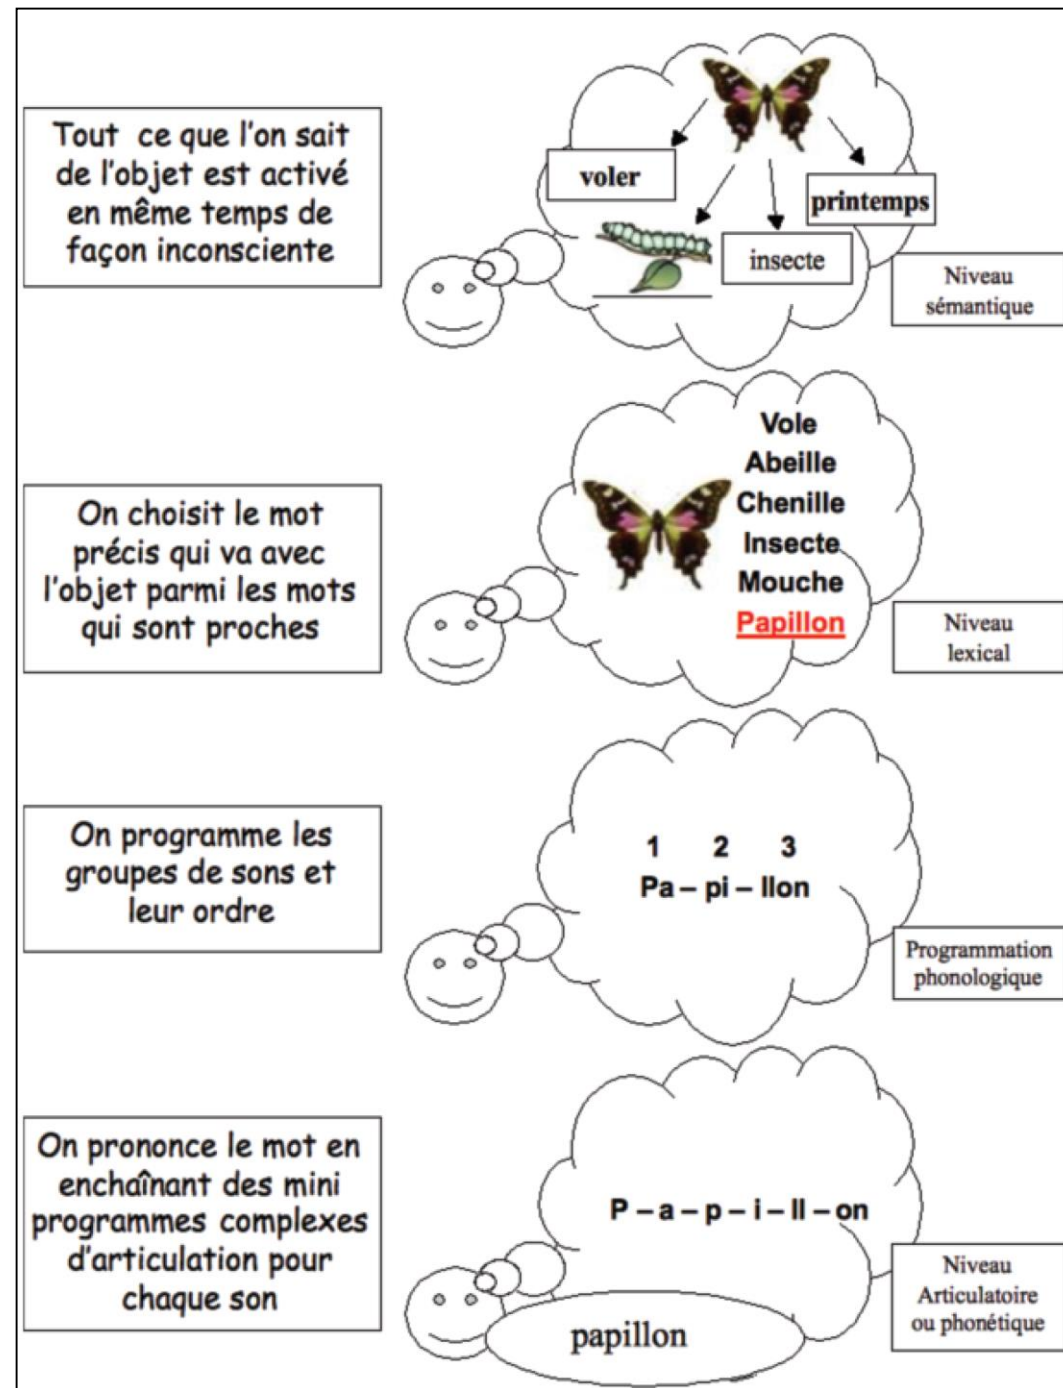 Tout ce que l'on sait
de l'objet est activé
en même temps de
façon inconsciente
voler
printemps
insecte
Niveau
sémantique
On choisit le mot
précis qui va avec
l'objet parmi les mots
qui sont proches
Vole
Abeille
Chenille
Insecte
Mouche
Papillon
Niveau
lexical
On programme les
groupes de sons et
leur ordre
1 2 3
Pa – pi – llon
Programmation
phonologique
On prononce le mot en
enchaînant des mini
programmes complexes
d'articulation pour
chaque son
P – a – p – i – ll – on
papillon
Niveau
Articulatoire
ou phonétique